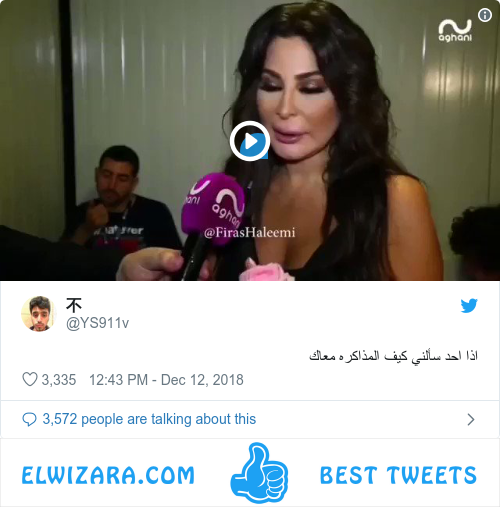 aghani
aghani
@FirasHaleemi
不
@YS911v
اذا احد سألني كيف المذاكره معاك
3,335 12:43 PM - Dec 12, 2018
3,572 people are talking about this
ELWIZARA.COM BEST TWEETS